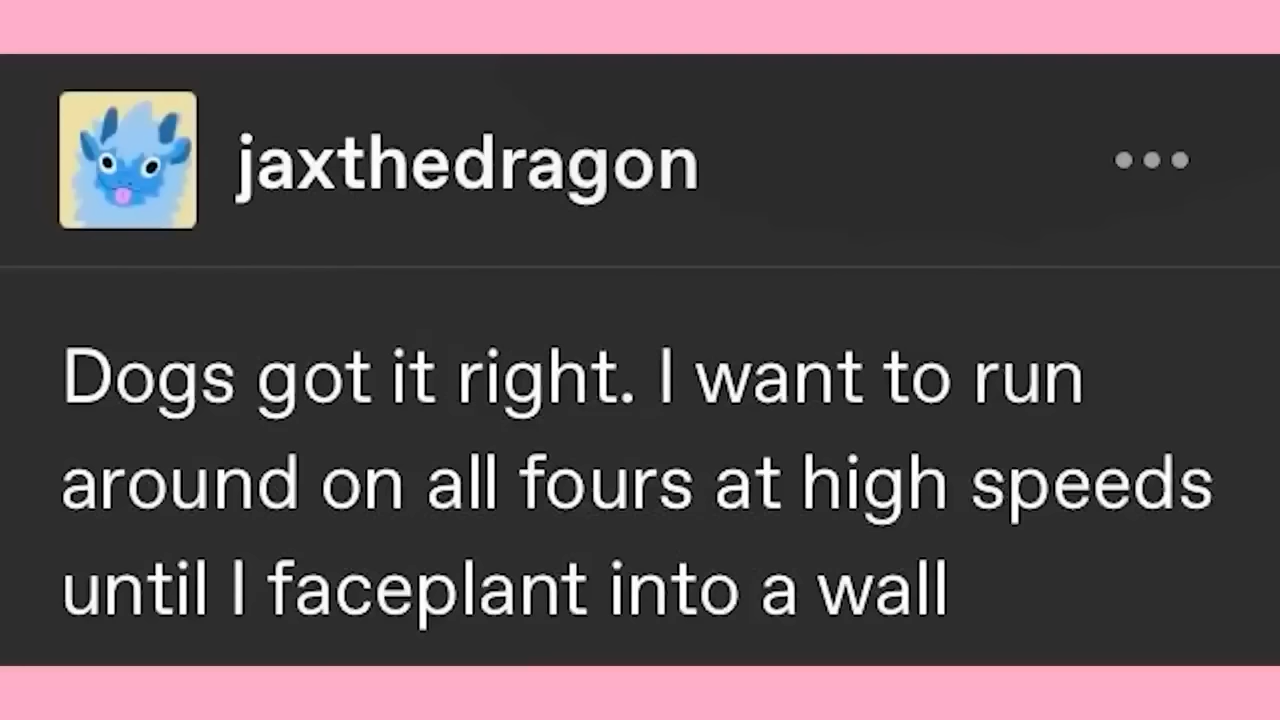 jaxthedragon
Dogs got it right. I want to run
around on all fours at high speeds
until I faceplant into a wall